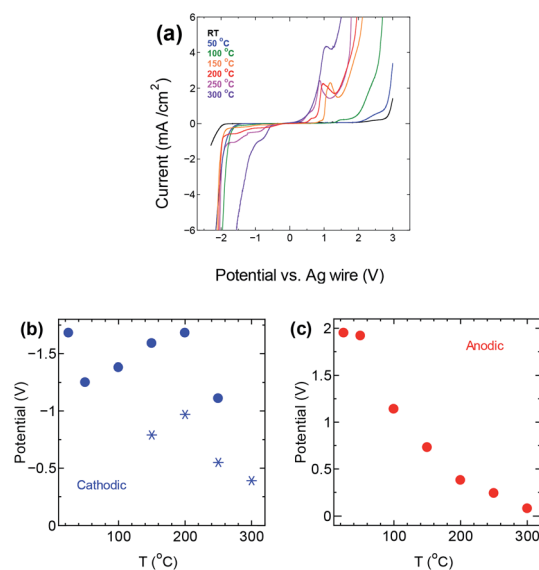 (a)
6
4
2
0
−2
−4
−6
Current (mA /cm²)
RT
50 °C
100 °C
150 °C
200 °C
250 °C
300 °C
−2 −1 0 1 2 3
Potential vs. Ag wire (V)
(b)
−1.5
−1
−0.5
0
Potential (V)
Cathodic
100 200 300
T (°C)
(c)
2
1.5
1
0.5
0
Potential (V)
Anodic
100 200 300
T (°C)